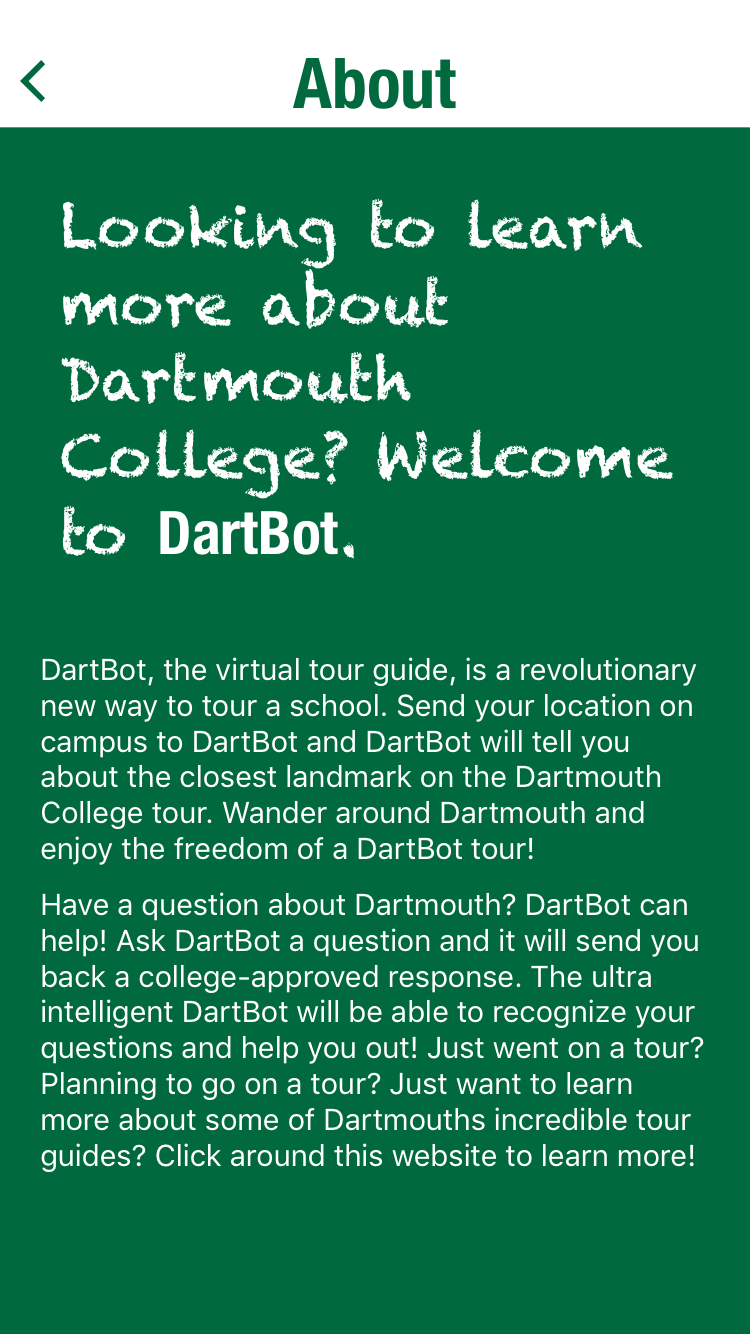 About
Looking to learn
more about
Dartmouth
College? Welcome
to DartBot.
DartBot, the virtual tour guide, is a revolutionary
new way to tour a school. Send your location on
campus to DartBot and DartBot will tell you
about the closest landmark on the Dartmouth
College tour. Wander around Dartmouth and
enjoy the freedom of a DartBot tour!
Have a question about Dartmouth? DartBot can
help! Ask DartBot a question and it will send you
back a college-approved response. The ultra
intelligent DartBot will be able to recognize your
questions and help you out! Just went on a tour?
Planning to go on a tour? Just want to learn
more about some of Dartmouths incredible tour
guides? Click around this website to learn more!